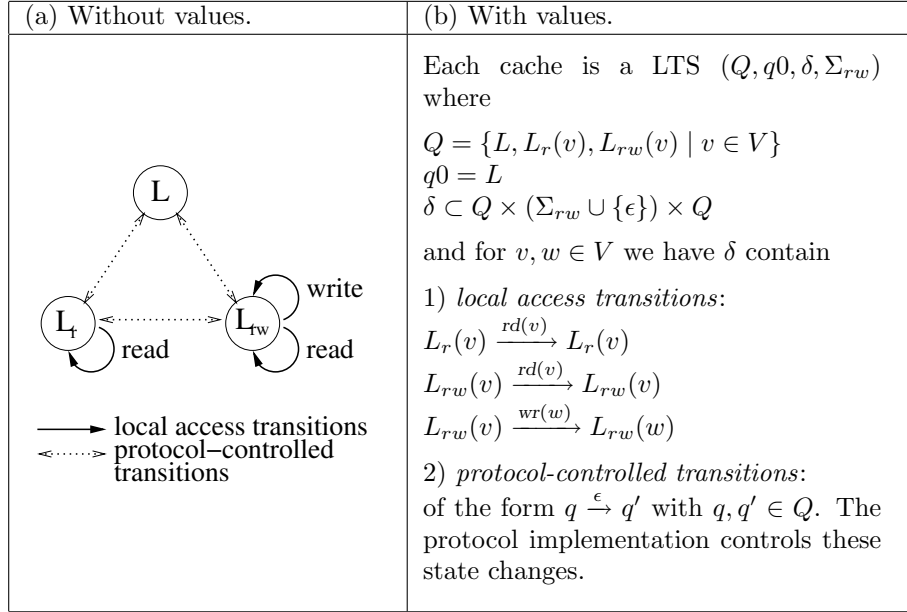 (a) Without values.
L
L_r
L_rw
write
read
read
local access transitions
protocol–controlled
transitions
(b) With values.
Each cache is a LTS (Q, q0, δ, Σ_rw)
where
Q = {L, L_r(v), L_rw(v) | v ∈ V}
q0 = L
δ ⊂ Q × (Σ_rw ∪ {ϵ}) × Q
and for v, w ∈ V we have δ contain
1) local access transitions:
L_r(v) —rd(v)→ L_r(v)
L_rw(v) —rd(v)→ L_rw(v)
L_rw(v) —wr(w)→ L_rw(w)
2) protocol-controlled transitions:
of the form q —ϵ→ q′ with q, q′ ∈ Q. The
protocol implementation controls these
state changes.